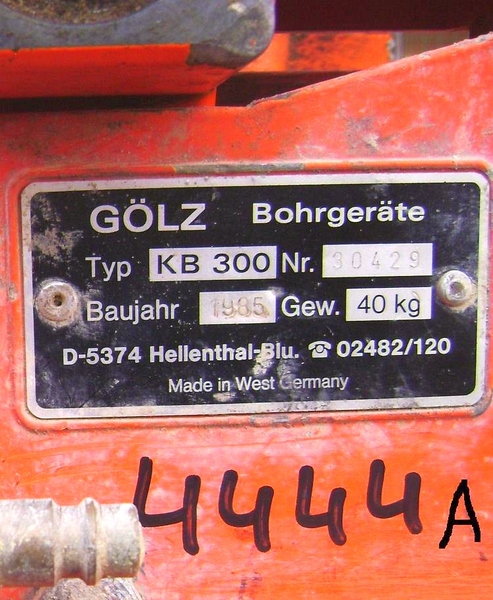 GÖLZ Bohrgeräte
Typ KB 300 Nr. 30429
Baujahr 1985 Gew. 40 kg
D-5374 Hellenthal-Blu. ☎ 02482/120
Made in West Germany
4444 A